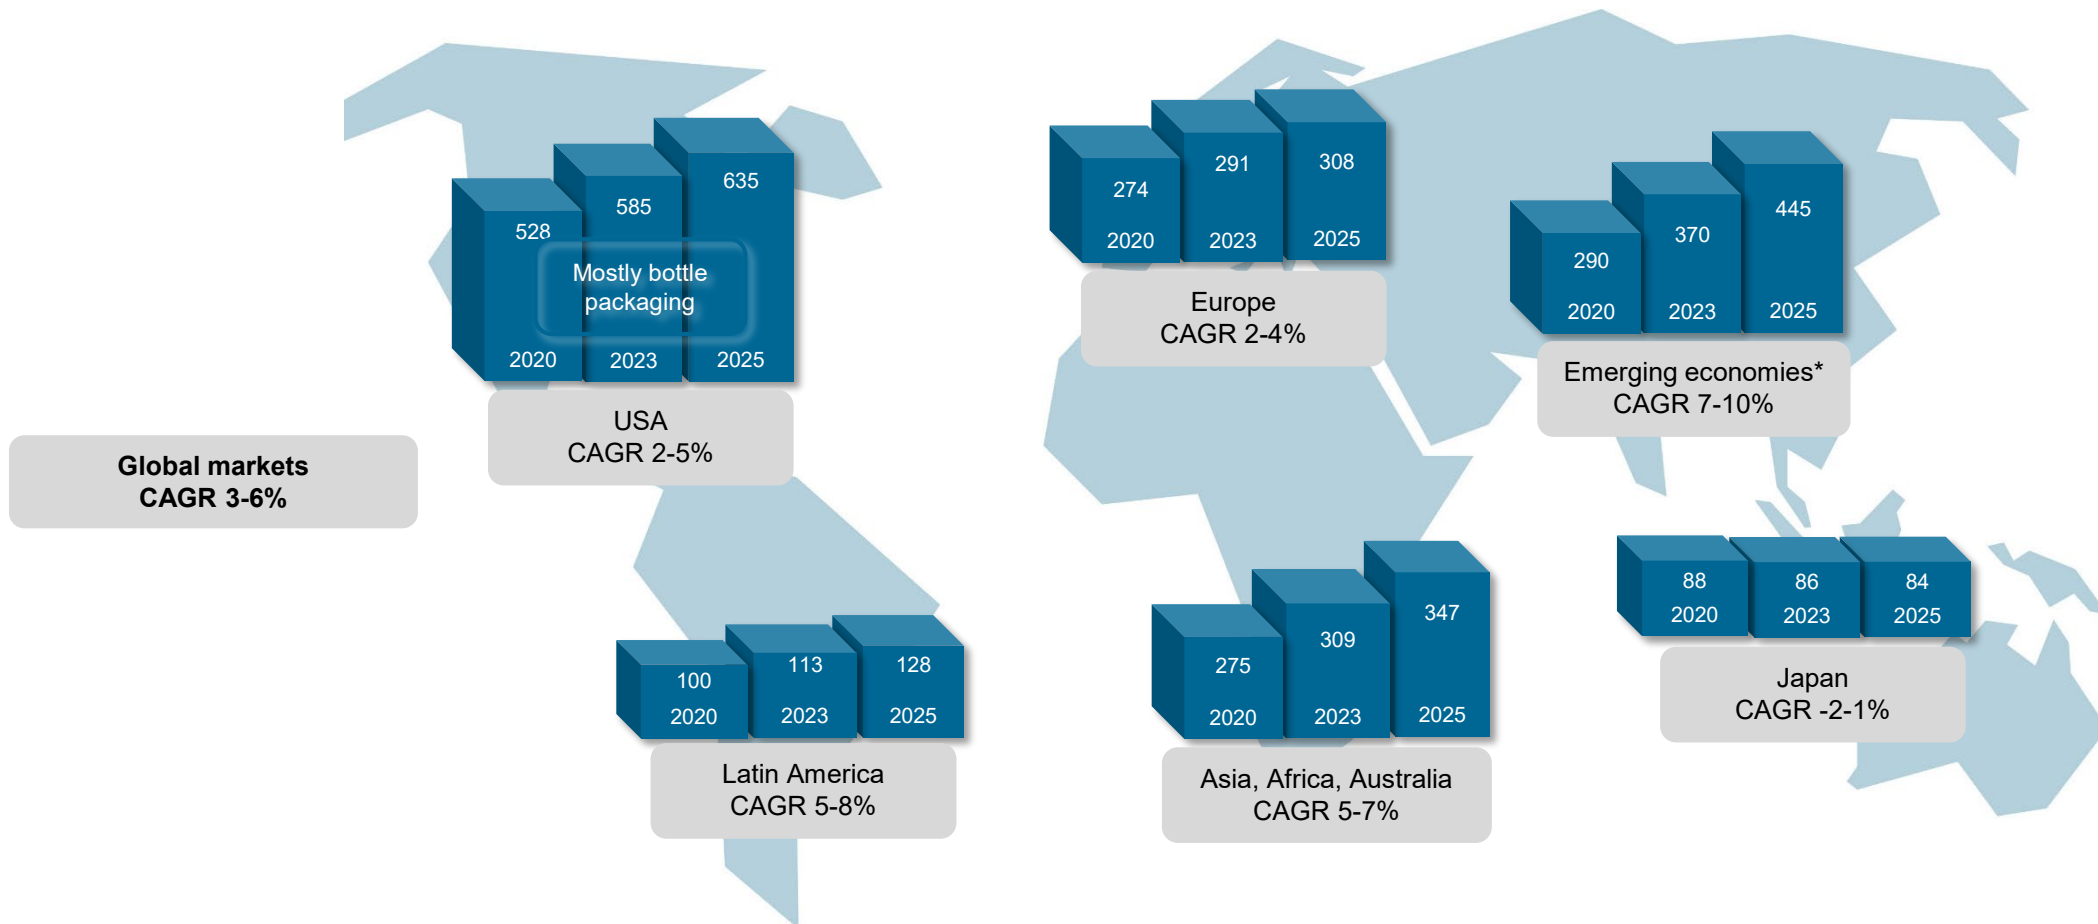 528
585
635
Mostly bottle
packaging
2020
2023
2025
USA
CAGR 2-5%
274
291
308
2020
2023
2025
Europe
CAGR 2-4%
290
370
445
2020
2023
2025
Emerging economies*
CAGR 7-10%
Global markets
CAGR 3-6%
100
113
128
2020
2023
2025
Latin America
CAGR 5-8%
275
309
347
2020
2023
2025
Asia, Africa, Australia
CAGR 5-7%
88
86
84
2020
2023
2025
Japan
CAGR -2-1%